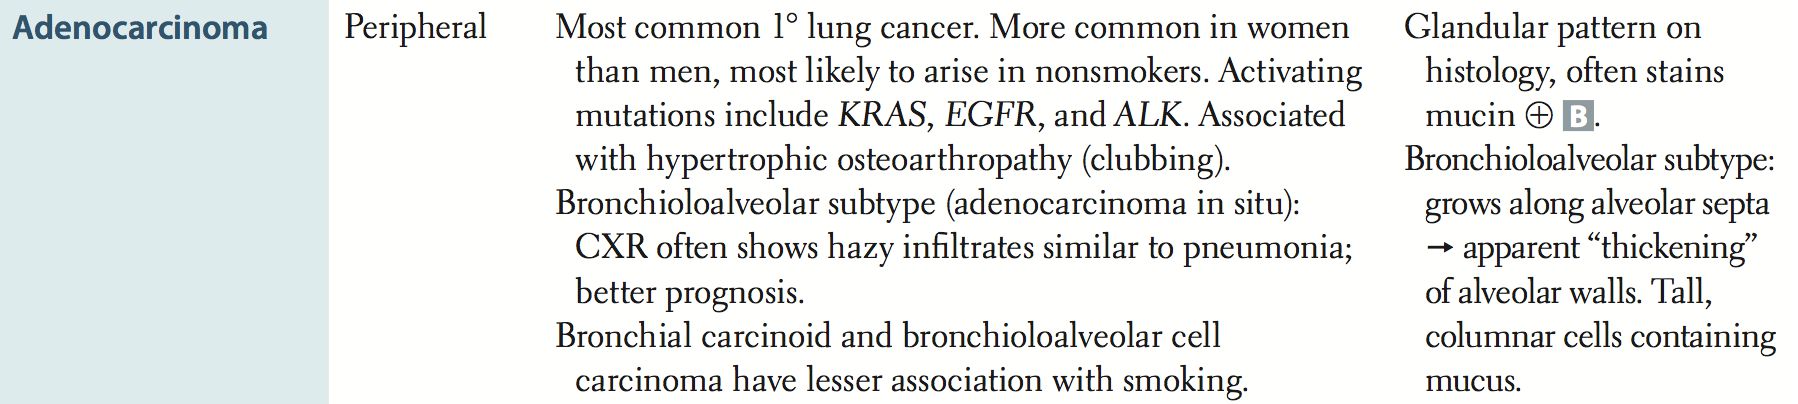 Adenocarcinoma
Peripheral
Most common 1° lung cancer. More common in women
than men, most likely to arise in nonsmokers. Activating
mutations include KRAS, EGFR, and ALK. Associated
with hypertrophic osteoarthropathy (clubbing).
Bronchioloalveolar subtype (adenocarcinoma in situ):
CXR often shows hazy infiltrates similar to pneumonia;
better prognosis.
Bronchial carcinoid and bronchioloalveolar cell
carcinoma have lesser association with smoking.
Glandular pattern on
histology, often stains
mucin ⊕ B.
Bronchioloalveolar subtype:
grows along alveolar septa
→ apparent “thickening”
of alveolar walls. Tall,
columnar cells containing
mucus.